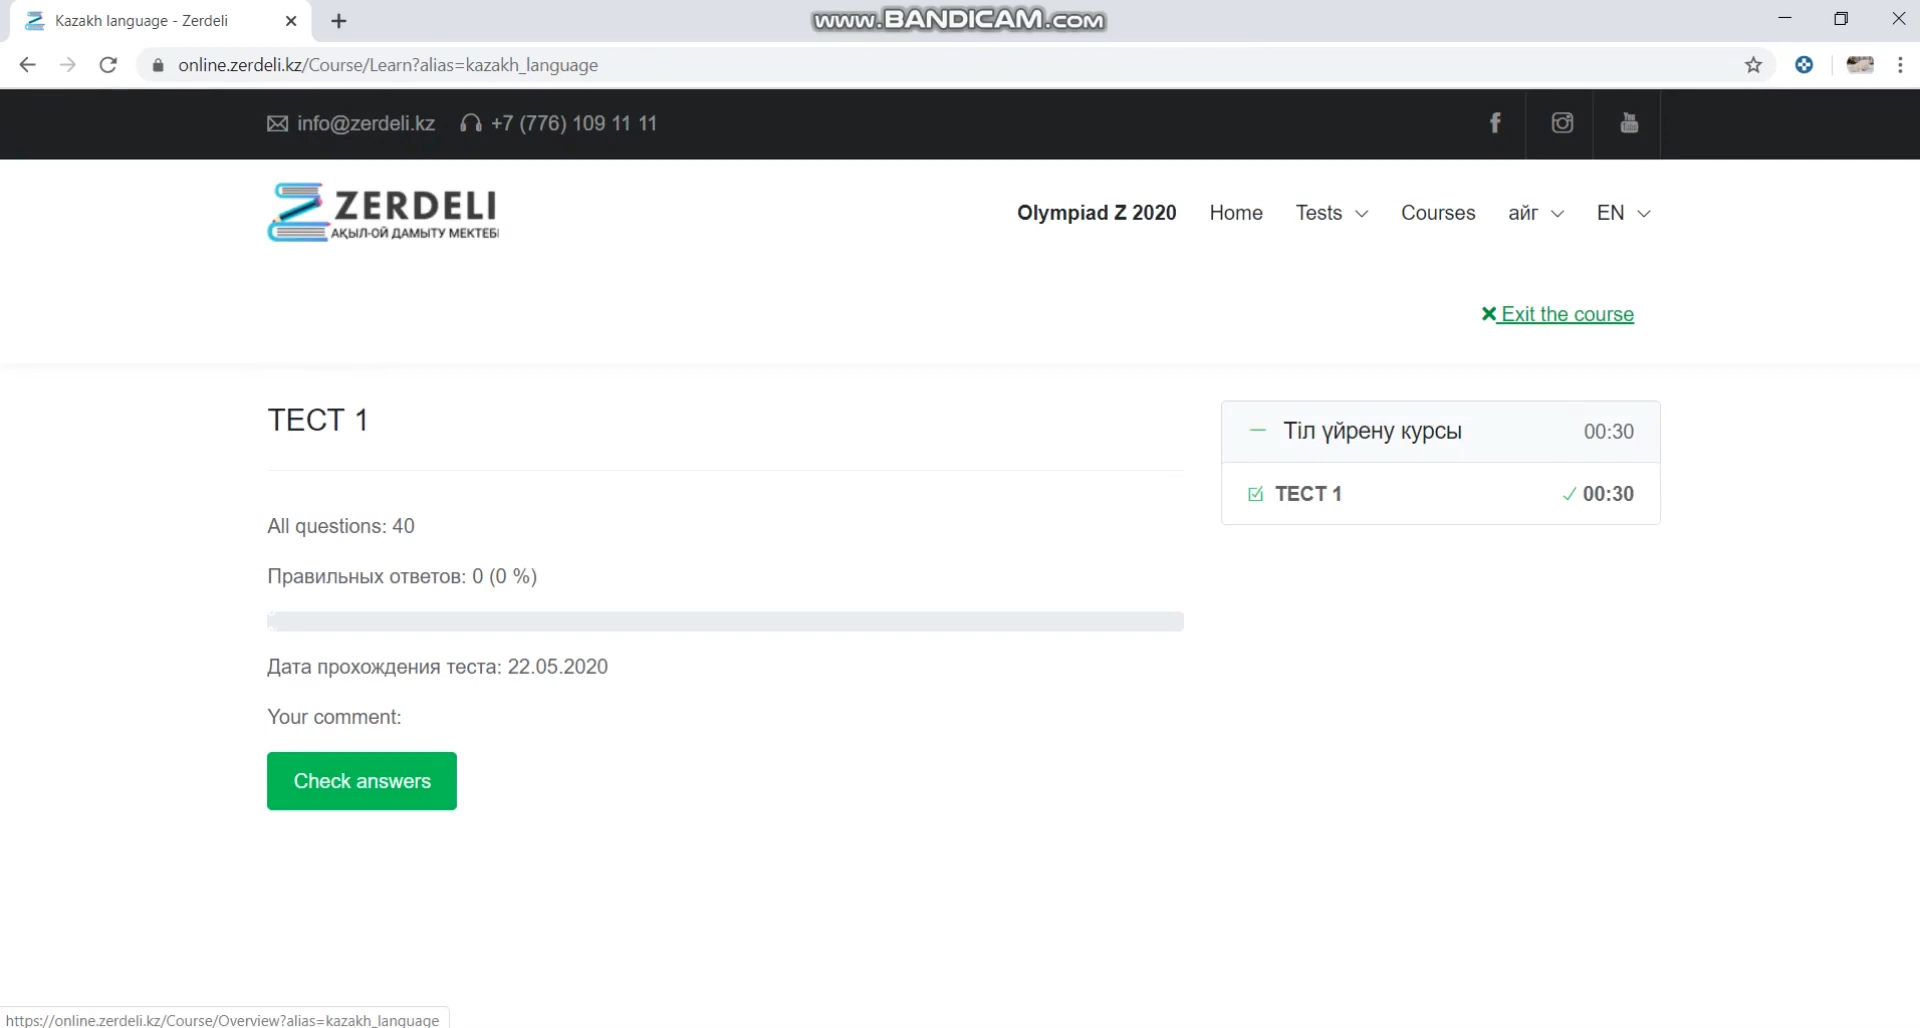 Kazakh language - Zerdeli
www.BANDICAM.com
online.zerdeli.kz/Course/Learn?alias=kazakh_language
info@zerdeli.kz +7 (776) 109 11 11
ZERDELI
АҚЫЛ-ОЙ ДАМЫТУ МЕКТЕБІ
Olympiad Z 2020 Home Tests Courses айг EN
Exit the course
ТЕСТ 1
Тіл үйрену курсы 00:30
ТЕСТ 1 00:30
All questions: 40
Правильных ответов: 0 (0 %)
Дата прохождения теста: 22.05.2020
Your comment:
Check answers
https://online.zerdeli.kz/Course/Overview?alias=kazakh_language